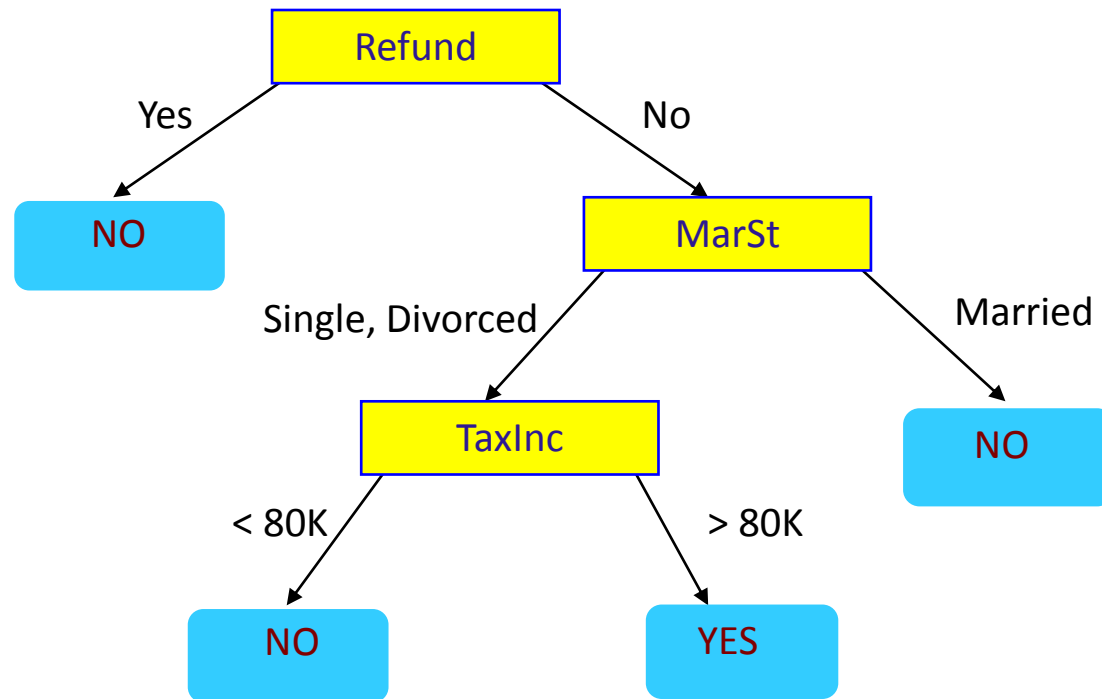 Refund
Yes
No
NO
MarSt
Single, Divorced
Married
TaxInc
NO
< 80K
> 80K
NO
YES